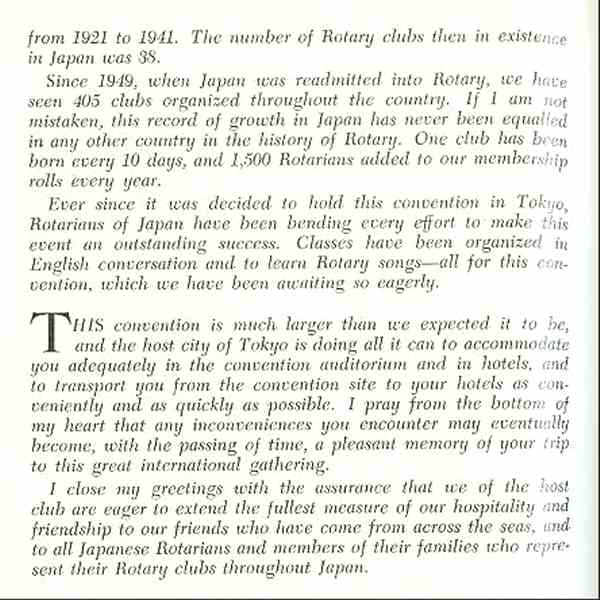 from 1921 to 1941. The number of Rotary clubs then in existence
in Japan was 38.
Since 1949, when Japan was readmitted into Rotary, we have
seen 405 clubs organized throughout the country. If I am not
mistaken, this record of growth in Japan has never been equalled
in any other country in the history of Rotary. One club has been
born every 10 days, and 1,500 Rotarians added to our membership
rolls every year.
Ever since it was decided to hold this convention in Tokyo,
Rotarians of Japan have been bending every effort to make this
event an outstanding success. Classes have been organized in
English conversation and to learn Rotary songs—all for this con-
vention, which we have been awaiting so eagerly.
THIS convention is much larger than we expected it to be,
and the host city of Tokyo is doing all it can to accommodate
you adequately in the convention auditorium and in hotels, and
to transport you from the convention site to your hotels as con-
veniently and as quickly as possible. I pray from the bottom of
my heart that any inconveniences you encounter may eventually
become, with the passing of time, a pleasant memory of your trip
to this great international gathering.
I close my greetings with the assurance that we of the host
club are eager to extend the fullest measure of our hospitality and
friendship to our friends who have come from across the seas, and
to all Japanese Rotarians and members of their families who repre-
sent their Rotary clubs throughout Japan.